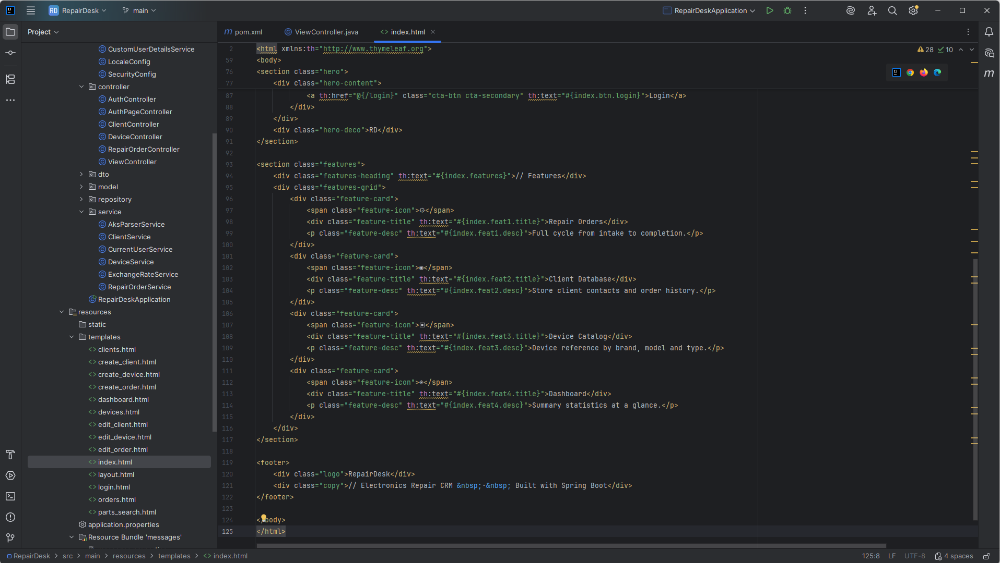 RD RepairDesk main RepairDeskApplication
Project
pom.xml ViewController.java index.html
CustomUserDetailsService
LocaleConfig
SecurityConfig
controller
AuthController
AuthPageController
ClientController
DeviceController
RepairOrderController
ViewController
dto
model
repository
service
AksParserService
ClientService
CurrentUserService
DeviceService
ExchangeRateService
RepairOrderService
RepairDeskApplication
resources
static
templates
clients.html
create_client.html
create_device.html
create_order.html
dashboard.html
devices.html
edit_client.html
edit_device.html
edit_order.html
index.html
layout.html
login.html
orders.html
parts_search.html
application.properties
Resource Bundle 'messages'
28 10
2 <html xmlns:th="http://www.thymeleaf.org">
59 <body>
76 <section class="hero">
77 <div class="hero-content">
87 <a th:href="@{/login}" class="cta-btn cta-secondary" th:text="#{index.btn.login}">Login</a>
88 </div>
89 </div>
90 <div class="hero-deco">RD</div>
91 </section>
92
93 <section class="features">
94 <div class="features-heading" th:text="#{index.features}">// Features</div>
95 <div class="features-grid">
96 <div class="feature-card">
97 <span class="feature-icon">⚙</span>
98 <div class="feature-title" th:text="#{index.feat1.title}">Repair Orders</div>
99 <p class="feature-desc" th:text="#{index.feat1.desc}">Full cycle from intake to completion.</p>
100 </div>
101 <div class="feature-card">
102 <span class="feature-icon">◉</span>
103 <div class="feature-title" th:text="#{index.feat2.title}">Client Database</div>
104 <p class="feature-desc" th:text="#{index.feat2.desc}">Store client contacts and order history.</p>
105 </div>
106 <div class="feature-card">
107 <span class="feature-icon">▣</span>
108 <div class="feature-title" th:text="#{index.feat3.title}">Device Catalog</div>
109 <p class="feature-desc" th:text="#{index.feat3.desc}">Device reference by brand, model and type.</p>
110 </div>
111 <div class="feature-card">
112 <span class="feature-icon">◈</span>
113 <div class="feature-title" th:text="#{index.feat4.title}">Dashboard</div>
114 <p class="feature-desc" th:text="#{index.feat4.desc}">Summary statistics at a glance.</p>
115 </div>
116 </div>
117 </section>
118
119 <footer>
120 <div class="logo">RepairDesk</div>
121 <div class="copy">// Electronics Repair CRM &nbsp;·&nbsp; Built with Spring Boot</div>
122 </footer>
123
124 </body>
125 </html>
RepairDesk > src > main > resources > templates > index.html 125:8 LF UTF-8 4 spaces